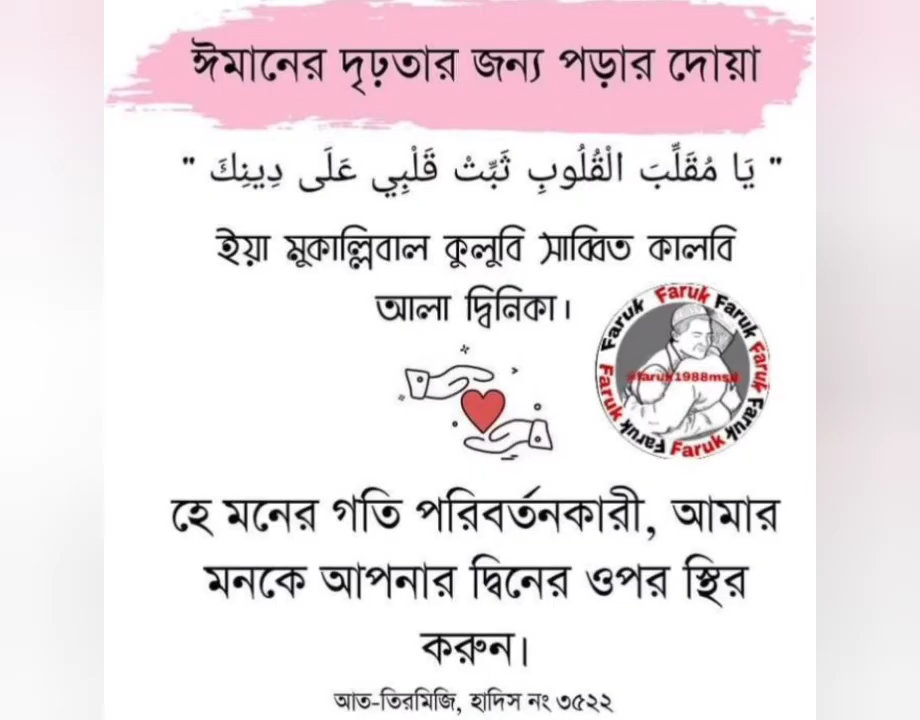 ঈমানের দৃঢ়তার জন্য পড়ার দোয়া
" يَا مُقَلِّبَ الْقُلُوبِ ثَبِّتْ قَلْبِي عَلَى دِينِكَ "
ইয়া মুকাল্লিবাল কুলুবি সাব্বিত কালবি
আলা দ্বিনিকা।
Faruk Faruk Faruk Faruk Faruk Faruk Faruk Faruk
হে মনের গতি পরিবর্তনকারী, আমার
মনকে আপনার দ্বিনের ওপর স্থির
করুন।
আত-তিরমিজি, হাদিস নং ৩৫২২